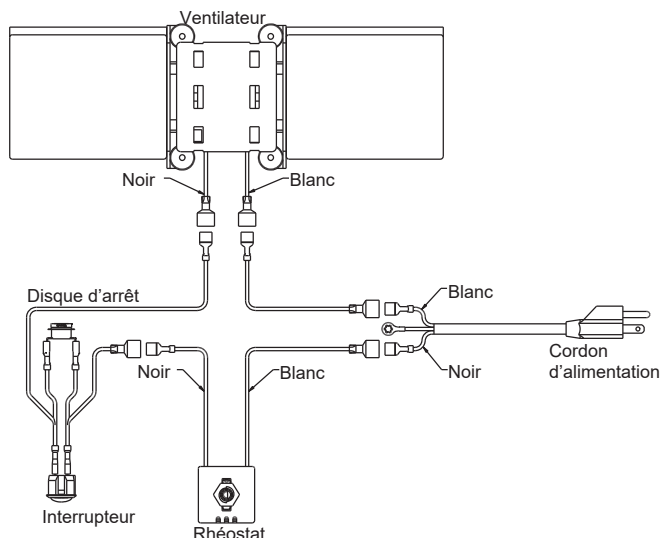 Ventilateur
Noir
Blanc
Disque d'arrêt
Blanc
Cordon
d'alimentation
Noir
Blanc
Noir
Interrupteur
Rhéostat